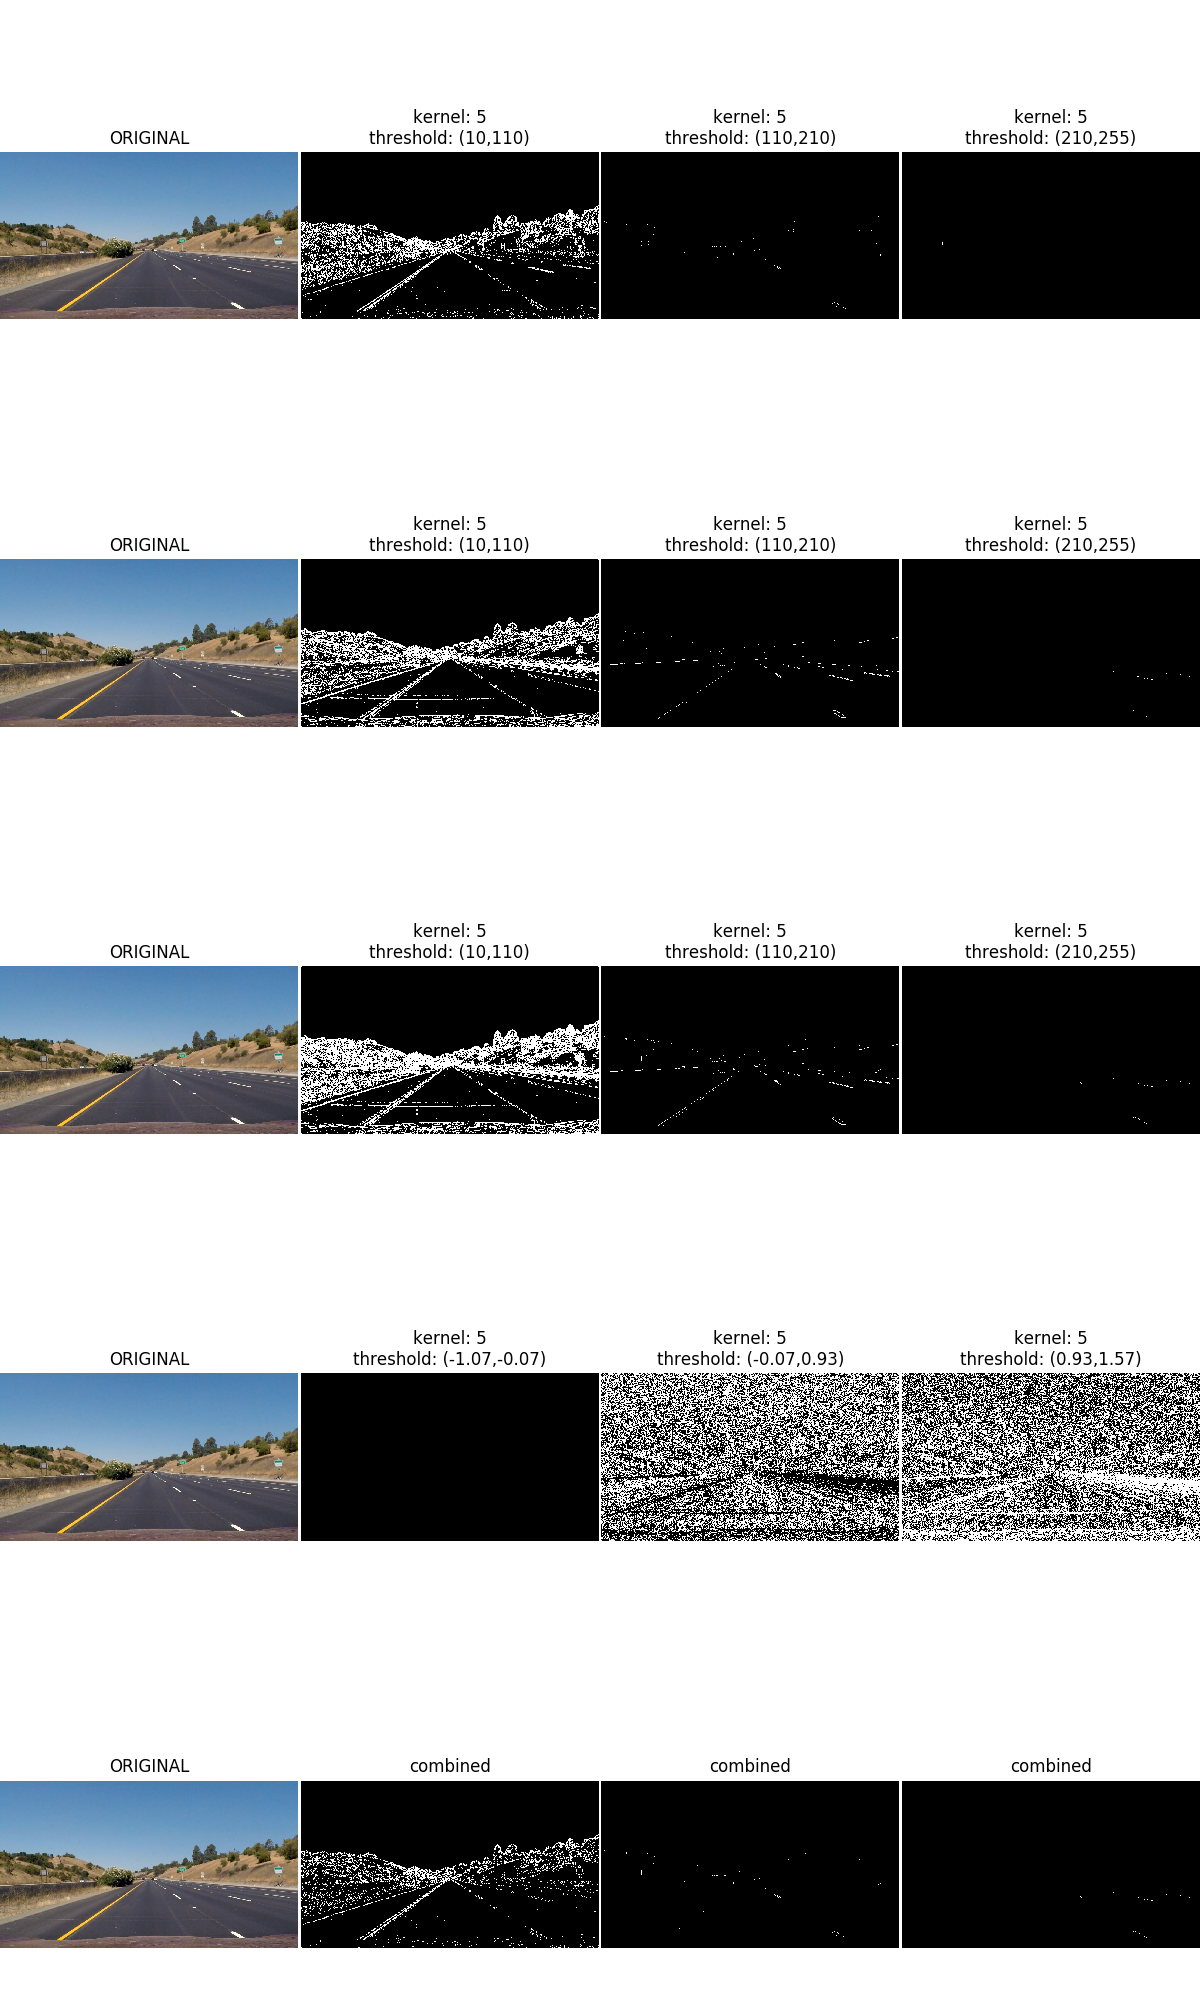 ORIGINAL
kernel: 5
threshold: (10,110)
kernel: 5
threshold: (110,210)
kernel: 5
threshold: (210,255)
ORIGINAL
kernel: 5
threshold: (10,110)
kernel: 5
threshold: (110,210)
kernel: 5
threshold: (210,255)
ORIGINAL
kernel: 5
threshold: (10,110)
kernel: 5
threshold: (110,210)
kernel: 5
threshold: (210,255)
ORIGINAL
kernel: 5
threshold: (-1.07,-0.07)
kernel: 5
threshold: (-0.07,0.93)
kernel: 5
threshold: (0.93,1.57)
ORIGINAL
combined
combined
combined